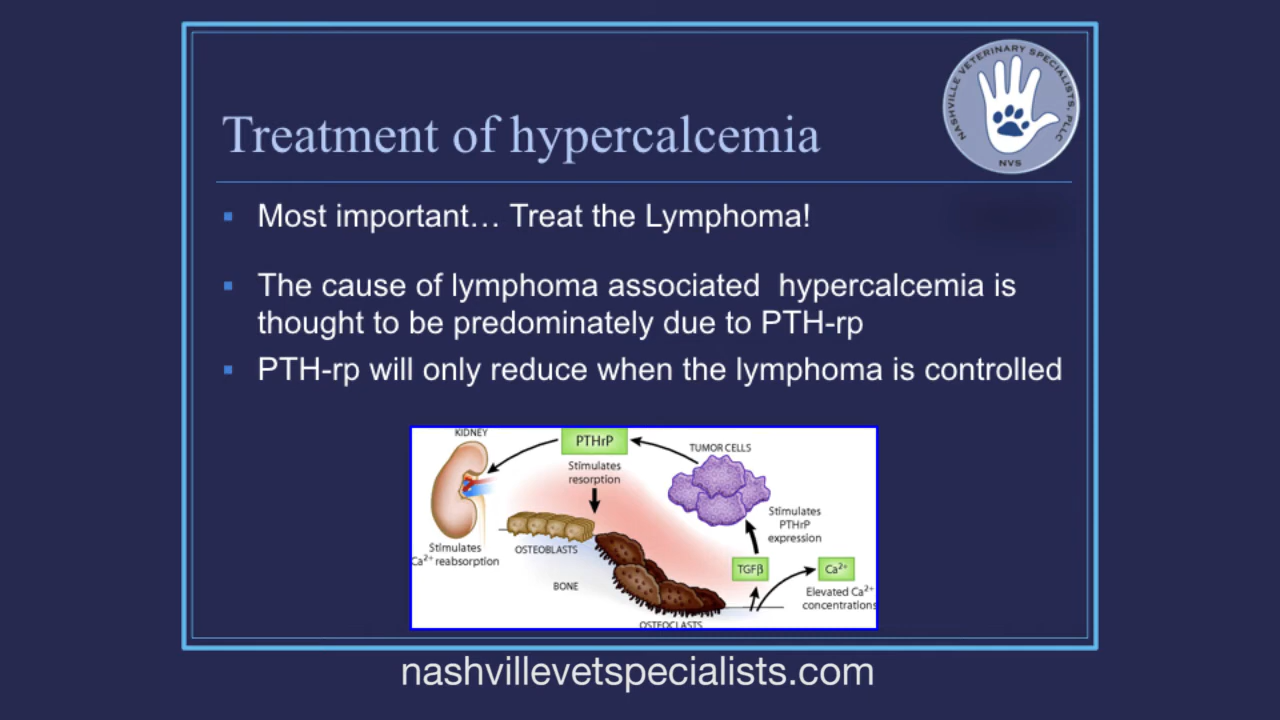 NASHVILLE VETERINARY SPECIALISTS, PLLC
NVS
Treatment of hypercalcemia
▪ Most important… Treat the Lymphoma!
▪ The cause of lymphoma associated  hypercalcemia is
thought to be predominately due to PTH-rp
▪ PTH-rp will only reduce when the lymphoma is controlled
KIDNEY
PTHrP
TUMOR CELLS
Stimulates
resorption
Stimulates
PTHrP
expression
Stimulates
Ca2+ reabsorption
OSTEOBLASTS
BONE
TGFβ
Ca2+
Elevated Ca2+
concentrations
OSTEOCLASTS
nashvillevetspecialists.com